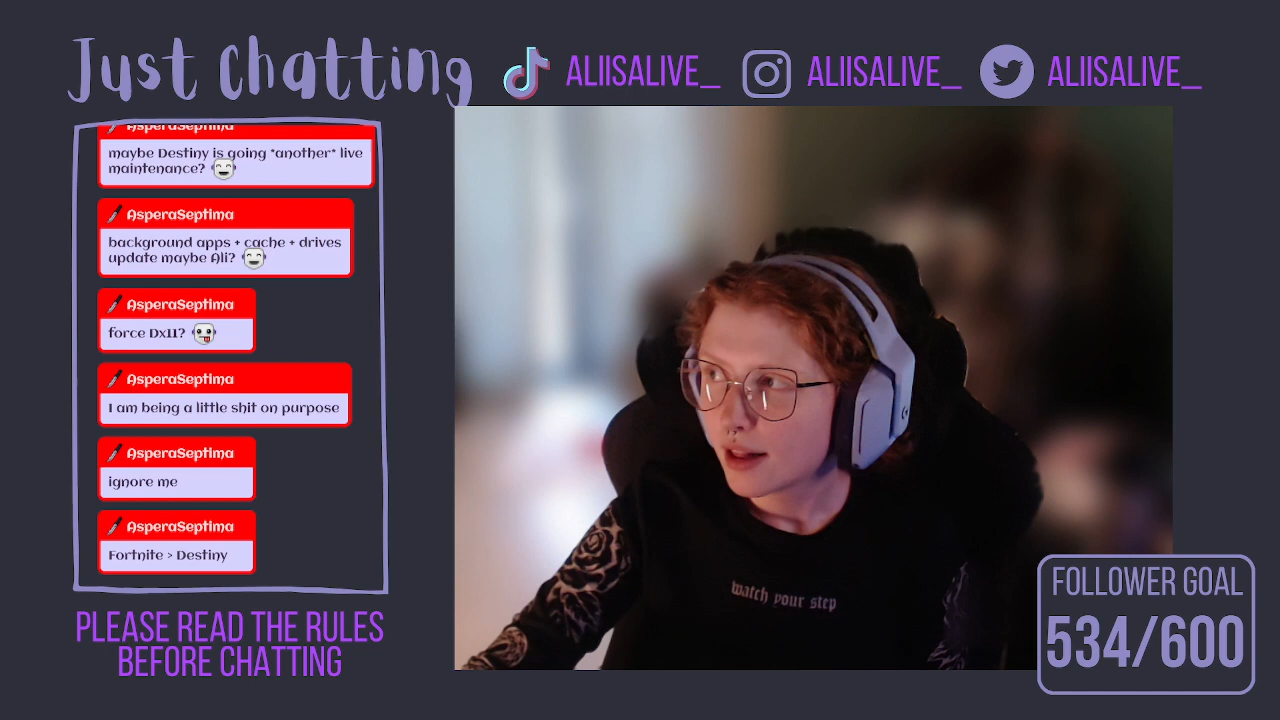 Just Chatting
ALIISALIVE_
ALIISALIVE_
ALIISALIVE_
AsperaSeptima
maybe Destiny is going *another* live
maintenance?
AsperaSeptima
background apps + cache + drives
update maybe Ali?
AsperaSeptima
force Dx11?
AsperaSeptima
I am being a little shit on purpose
AsperaSeptima
ignore me
AsperaSeptima
Fortnite > Destiny
PLEASE READ THE RULES
BEFORE CHATTING
watch your step
FOLLOWER GOAL
534/600